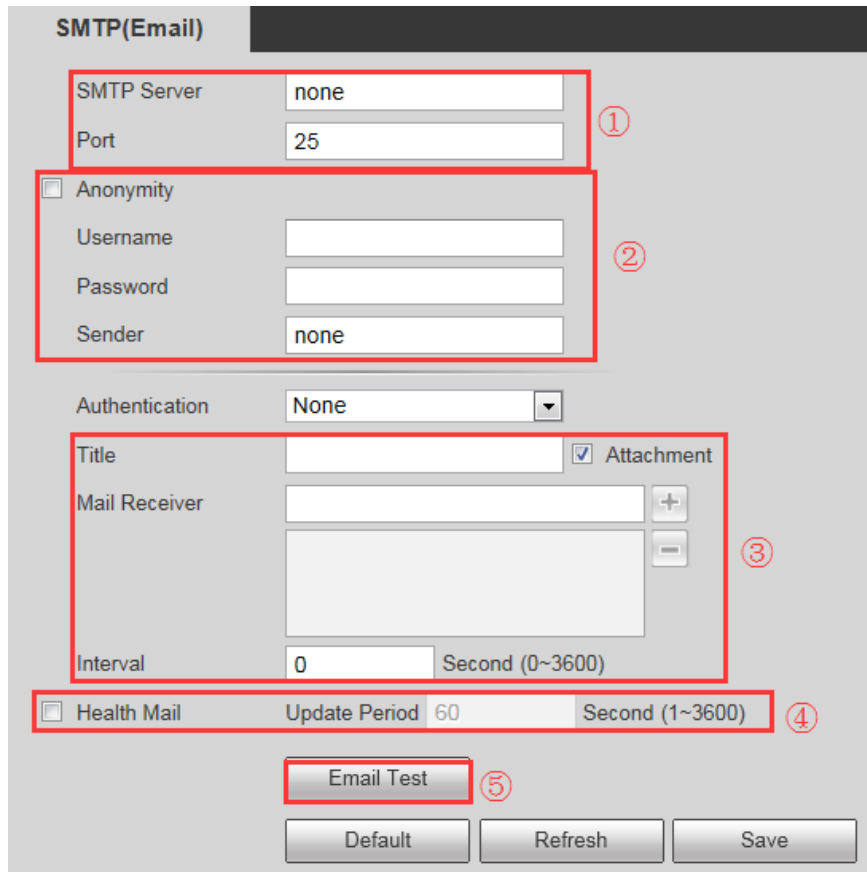 SMTP(Email)
SMTP Server none
Port 25
①
Anonymity
Username
Password
Sender none
②
Authentication None
Title Attachment
Mail Receiver +
−
③
Interval 0 Second (0~3600)
Health Mail Update Period 60 Second (1~3600)
④
Email Test
⑤
Default Refresh Save